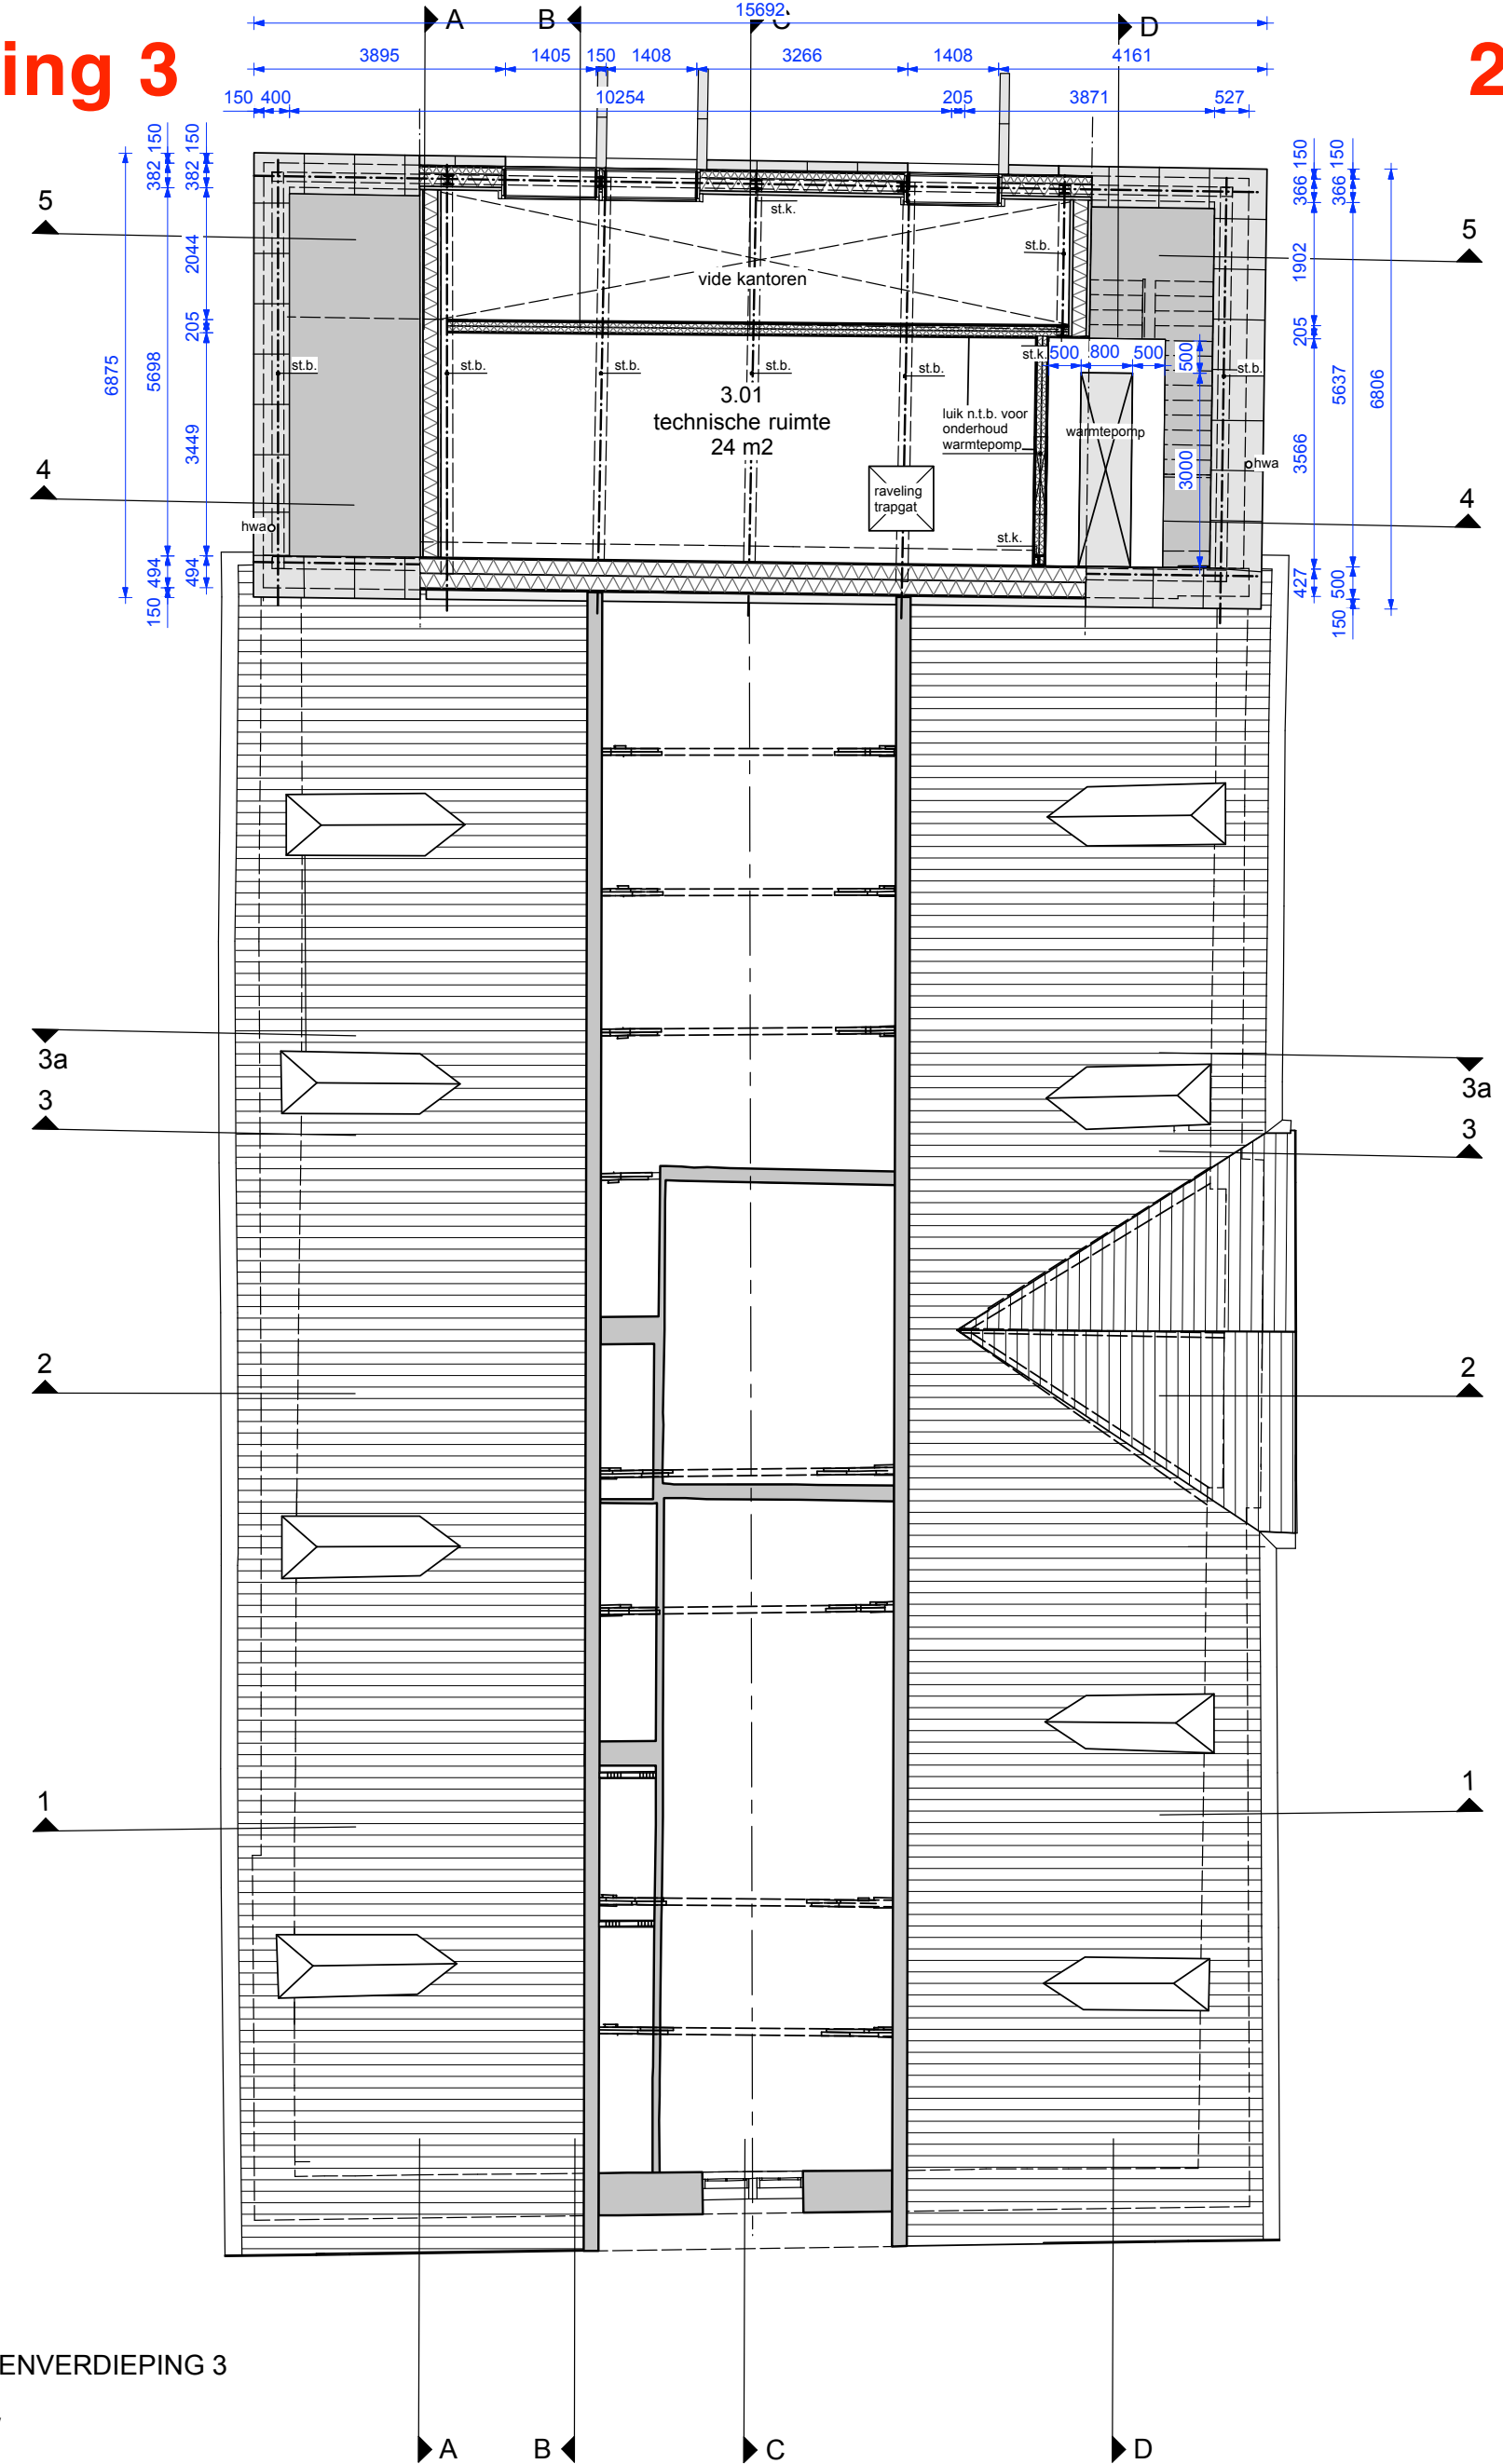 A
B
15692
C
D
ing 3
2
3895
1405
150
1408
3266
1408
4161
150
400
10254
205
3871
527
150
382
150
382
2044
205
6875
5698
3449
494
494
150
150
366
150
366
1902
205
5637
6806
3566
427
500
150
5
5
st.k.
st.b.
vide kantoren
st.k.
500
800
500
500
st.b.
st.b.
st.b.
st.b.
st.b.
st.b.
3.01
technische ruimte
24 m2
luik n.t.b. voor
onderhoud
warmtepomp
warmtepomp
3000
hwa
4
4
raveling
trapgat
hwa
st.k.
3a
3a
3
3
2
2
1
1
ENVERDIEPING 3
A
B
C
D